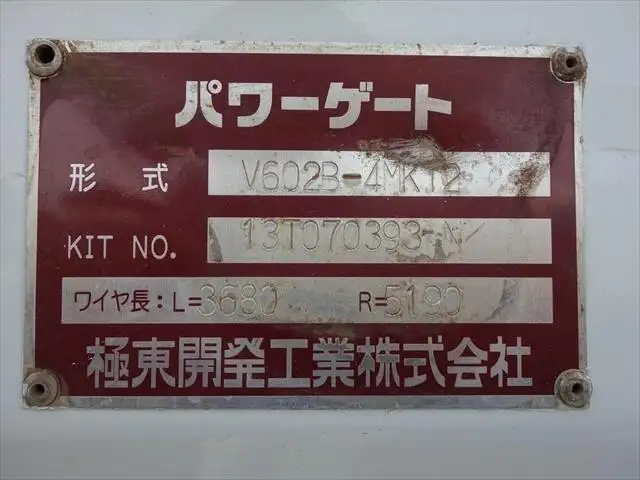 パワーゲート
形式 V602B-4MKT2
KIT NO. 13T070393-N
ワイヤ長:L=3680 R=5190
極東開発工業株式会社